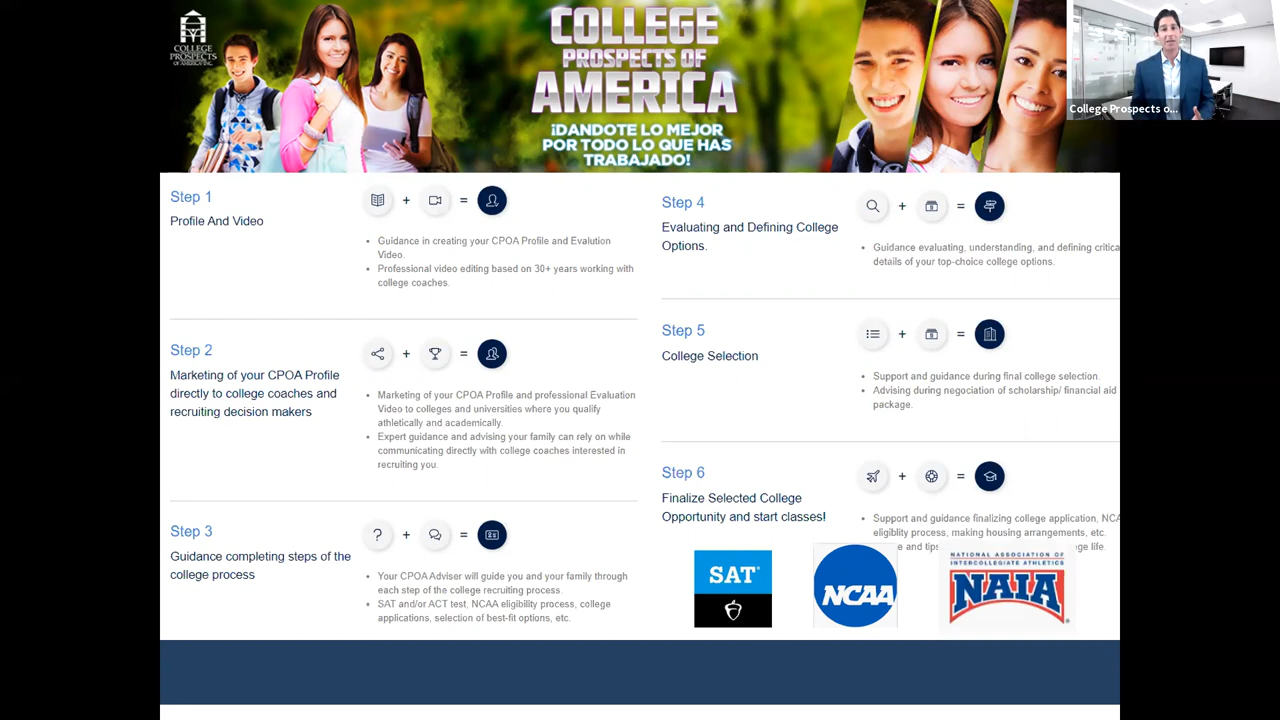 COLLEGE
PROSPECTS
OF AMERICA, INC.
COLLEGE
PROSPECTS OF
AMERICA
¡DANDOTE LO MEJOR
POR TODO LO QUE HAS
TRABAJADO!
College Prospects o...
Step 1
Profile And Video
+
=
• Guidance in creating your CPOA Profile and Evalution
Video.
• Professional video editing based on 30+ years working with
college coaches.
Step 2
Marketing of your CPOA Profile
directly to college coaches and
recruiting decision makers
+
=
• Marketing of your CPOA Profile and professional Evaluation
Video to colleges and universities where you qualify
athletically and academically.
• Expert guidance and advising your family can rely on while
communicating directly with college coaches interested in
recruiting you.
Step 3
Guidance completing steps of the
college process
? + =
• Your CPOA Adviser will guide you and your family through
each step of the college recruiting process.
• SAT and/or ACT test, NCAA eligibility process, college
applications, selection of best-fit options, etc.
Step 4
Evaluating and Defining College
Options.
+
=
• Guidance evaluating, understanding, and defining critica
details of your top-choice college options.
Step 5
College Selection
+
=
• Support and guidance during final college selection.
• Advising during negociation of scholarship/ financial aid
package.
Step 6
Finalize Selected College
Opportunity and start classes!
+
=
• Support and guidance finalizing college application, NCA
eligiblity process, making housing arrangements, etc.
e and tips
ge life.
SAT®
NCAA
NATIONAL ASSOCIATION OF
INTERCOLLEGIATE ATHLETICS
NAIA®